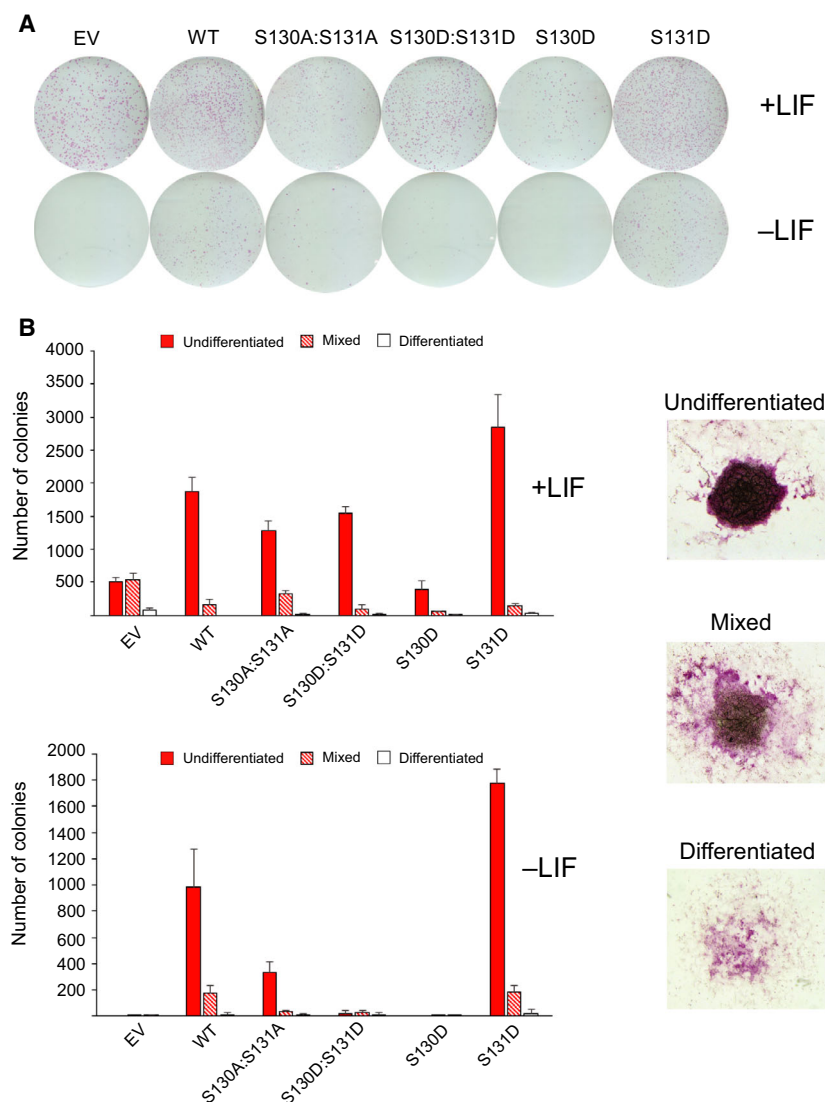 A
EV WT S130A:S131A S130D:S131D S130D S131D
+LIF
–LIF
B
Undifferentiated Mixed Differentiated
4000
3500
3000
2500
2000
1500
1000
500
Number of colonies
+LIF
EV WT S130A:S131A S130D:S131D S130D S131D
Undifferentiated Mixed Differentiated
2000
1800
1600
1400
1200
1000
800
600
400
200
Number of colonies
–LIF
EV WT S130A:S131A S130D:S131D S130D S131D
Undifferentiated
Mixed
Differentiated